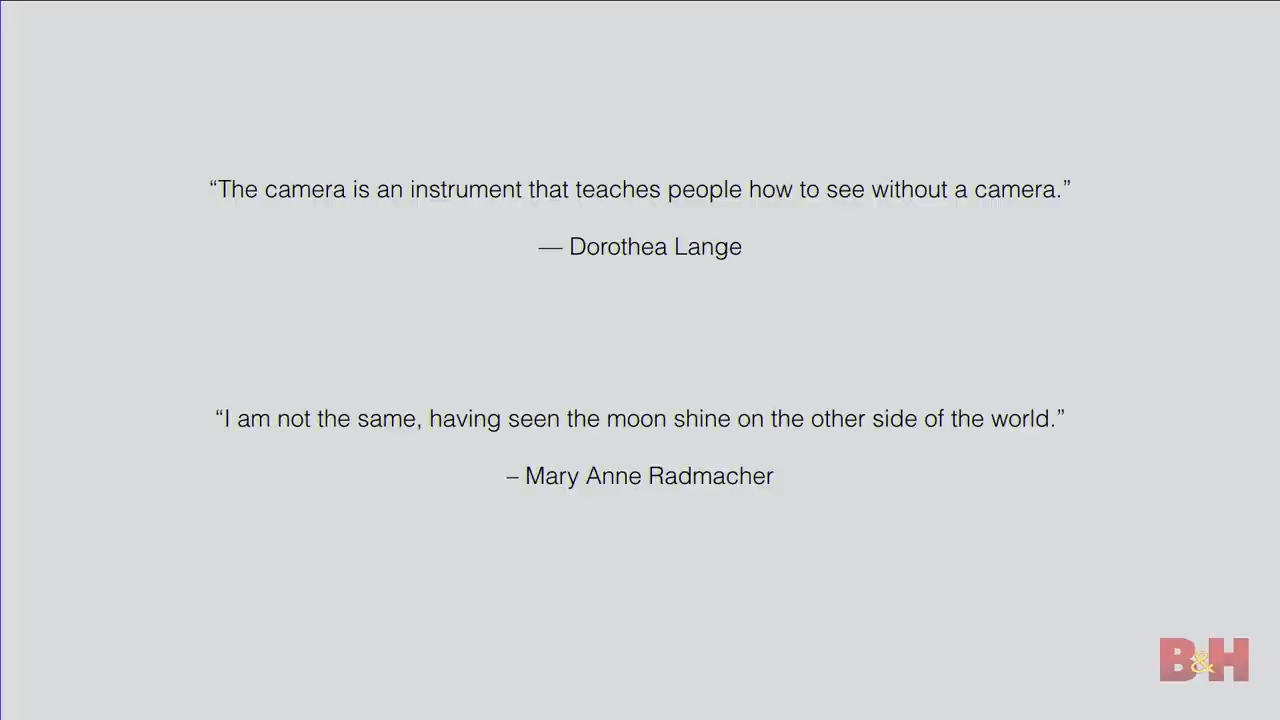 “The camera is an instrument that teaches people how to see without a camera.”
— Dorothea Lange
“I am not the same, having seen the moon shine on the other side of the world.”
– Mary Anne Radmacher
B&H